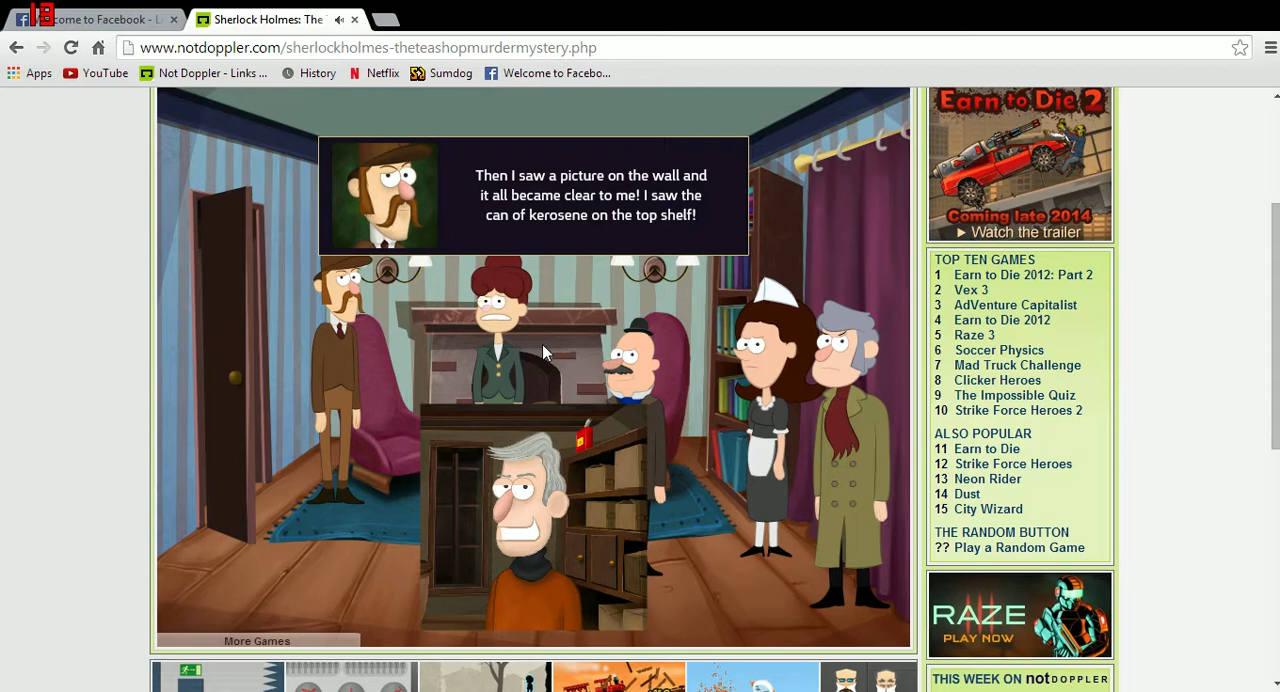 13
come to Facebook - L
Sherlock Holmes: The
www.notdoppler.com/sherlockholmes-theteashopmurdermystery.php
Apps
YouTube
Not Doppler - Links ...
History
Netflix
Sumdog
Welcome to Facebo...
Then I saw a picture on the wall and
it all became clear to me! I saw the
can of kerosene on the top shelf!
More Games
Earn to Die 2
Coming late 2014
Watch the trailer
TOP TEN GAMES
1 Earn to Die 2012: Part 2
2 Vex 3
3 AdVenture Capitalist
4 Earn to Die 2012
5 Raze 3
6 Soccer Physics
7 Mad Truck Challenge
8 Clicker Heroes
9 The Impossible Quiz
10 Strike Force Heroes 2
ALSO POPULAR
11 Earn to Die
12 Strike Force Heroes
13 Neon Rider
14 Dust
15 City Wizard
THE RANDOM BUTTON
?? Play a Random Game
RAZE
PLAY NOW
THIS WEEK ON notDOPPLER